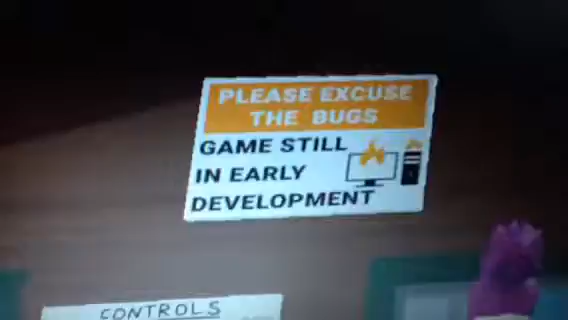 PLEASE EXCUSE
THE BUGS
GAME STILL
IN EARLY
DEVELOPMENT
CONTROLS